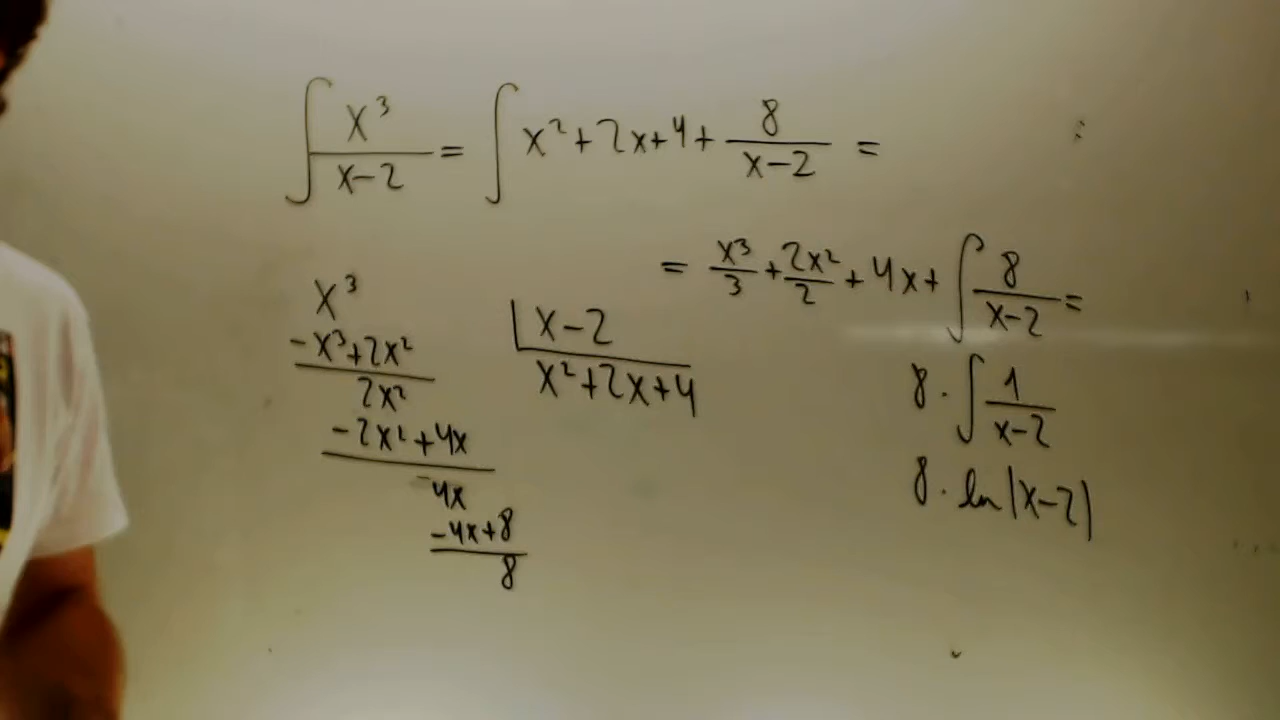 ∫ x³/(x-2) = ∫ x²+2x+4+ 8/(x-2) =
= x³/3 + 2x²/2 + 4x + ∫ 8/(x-2) =
8 · ∫ 1/(x-2)
8 · ln|x-2|
x³ |x-2
-x³+2x² x²+2x+4
2x²
-2x²+4x
4x
-4x+8
8